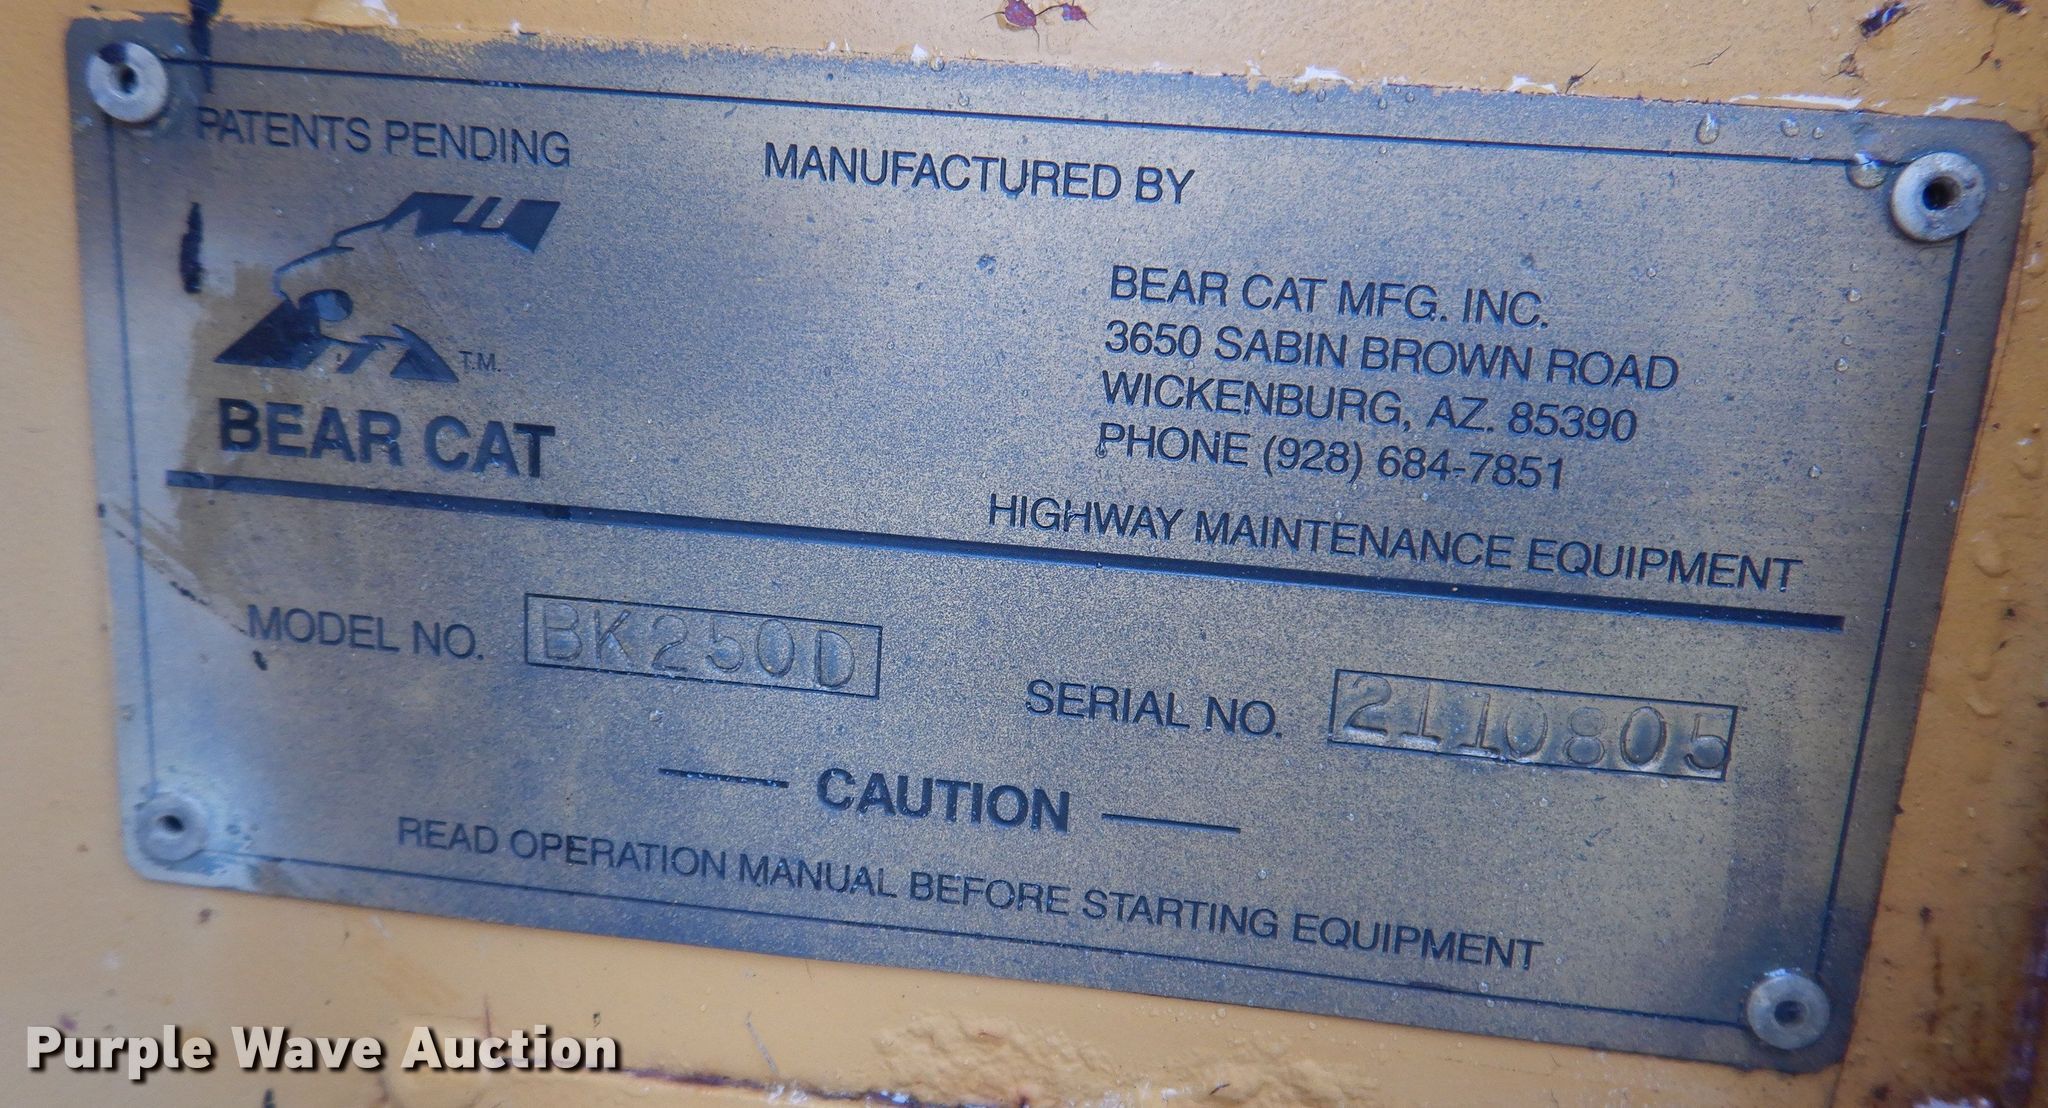 PATENTS PENDING
MANUFACTURED BY
T.M.
BEAR CAT
BEAR CAT MFG. INC.
3650 SABIN BROWN ROAD
WICKENBURG, AZ. 85390
PHONE (928) 684-7851
HIGHWAY MAINTENANCE EQUIPMENT
MODEL NO. BK250D
SERIAL NO. 2110805
CAUTION
READ OPERATION MANUAL BEFORE STARTING EQUIPMENT
Purple Wave Auction